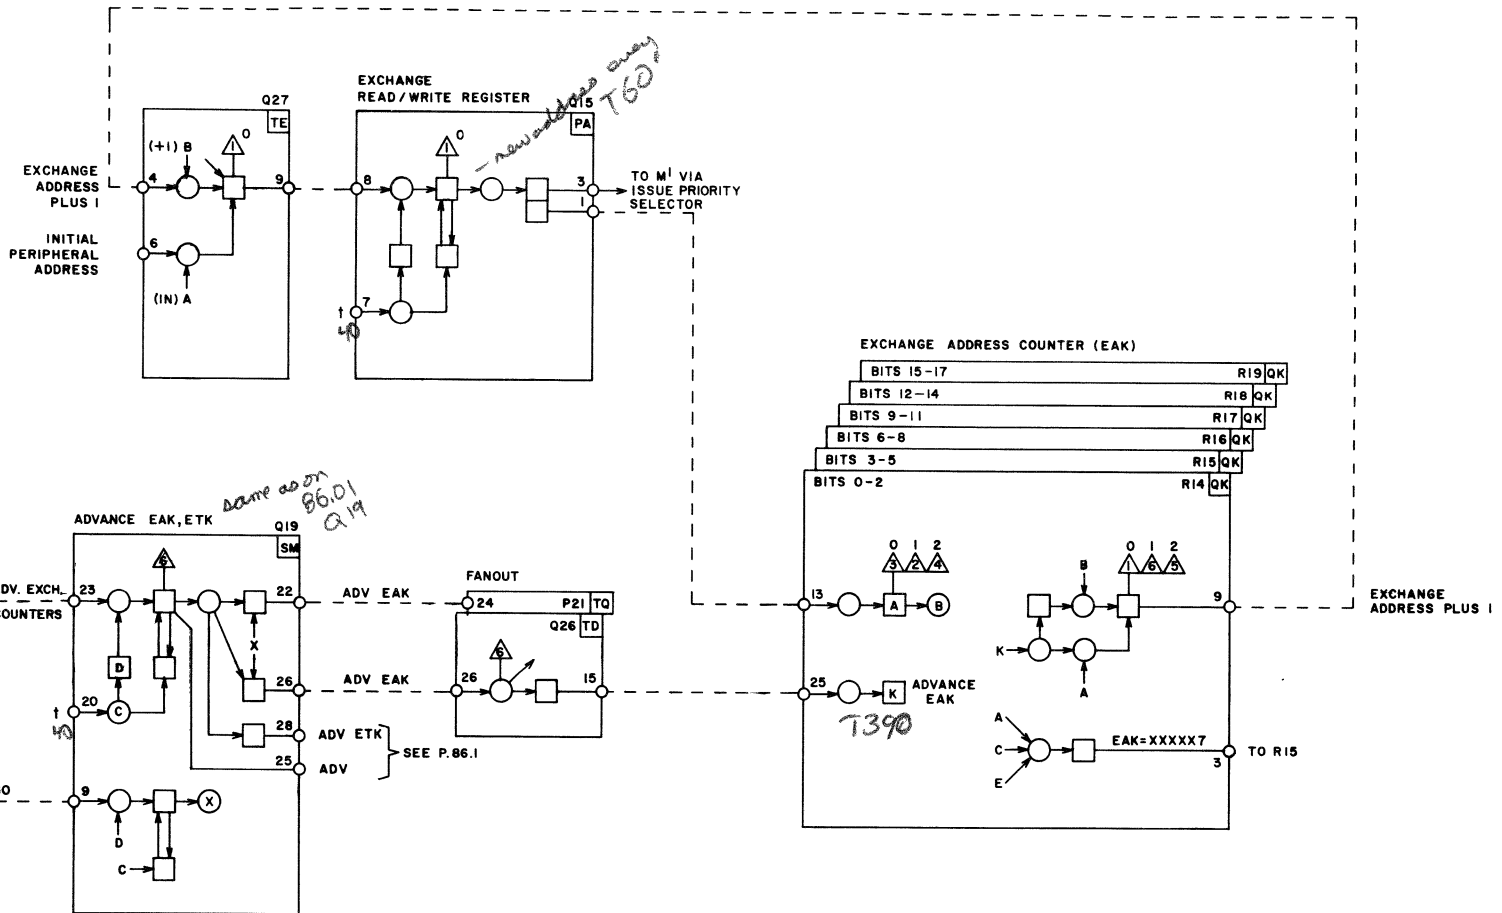 Q27
TE
0
1
(+1) B
EXCHANGE
ADDRESS
PLUS 1
4
9
INITIAL
PERIPHERAL
ADDRESS
6
(IN) A
EXCHANGE
READ/WRITE REGISTER
Q15
PA
0
1
8
7
t
40
– new address every
T60
3
1
TO M¹ VIA
ISSUE PRIORITY
SELECTOR
EXCHANGE ADDRESS COUNTER (EAK)
BITS 15-17 R19 QK
BITS 12-14 R18 QK
BITS 9-11 R17 QK
BITS 6-8 R16 QK
BITS 3-5 R15 QK
BITS 0-2 R14 QK
same as on
86.01
Q19
ADVANCE EAK, ETK
Q19
SM
6
DV. EXCH.
COUNTERS
23
22
ADV EAK
D
X
26
ADV EAK
20
C
t
40
28
ADV ETK
25
ADV
SEE P.86.1
O
9
X
D
C
FANOUT
24
P21 TQ
Q26 TD
6
26
15
0 1 2
3 2 4
13
A
B
25
K
ADVANCE
EAK
T390
0 1 2
1 6 5
B
K
A
9
EXCHANGE
ADDRESS PLUS 1
A
C
E
EAK=XXXXX7
3
TO R15